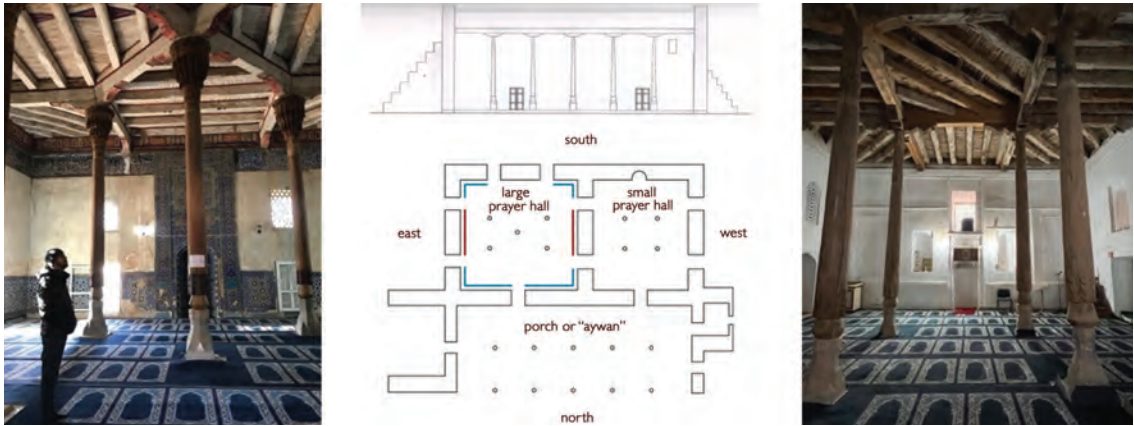 south
large
prayer hall
small
prayer hall
east
west
porch or “aywan”
north